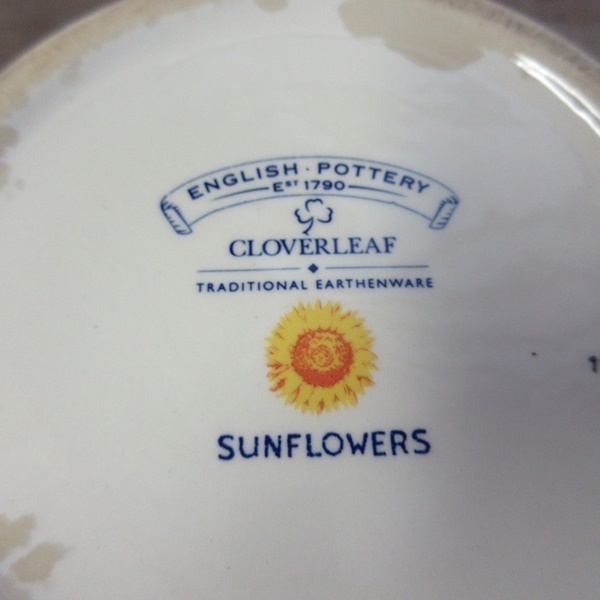 ENGLISH · POTTERY
EST 1790
CLOVERLEAF
TRADITIONAL EARTHENWARE
SUNFLOWERS